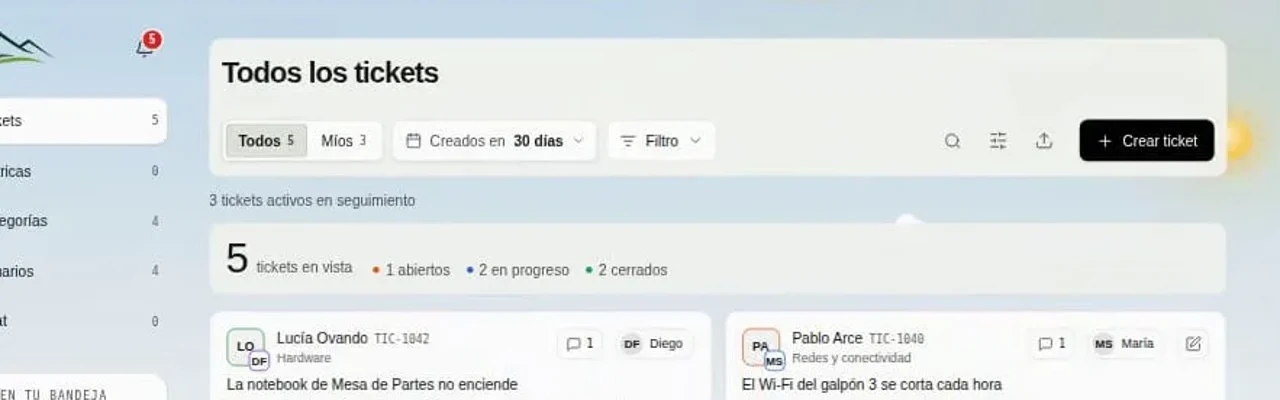 5
Todos los tickets
kets 5
Todos 5 Míos 3 Creados en 30 días Filtro Crear ticket
ricas 0
3 tickets activos en seguimiento
egorías 4
5 tickets en vista 1 abiertos 2 en progreso 2 cerrados
arios 4
at 0
LO DF Lucía Ovando TIC-1042 1 DF Diego
Hardware
La notebook de Mesa de Partes no enciende
PA MS Pablo Arce TIC-1040 1 MS María
Redes y conectividad
El Wi-Fi del galpón 3 se corta cada hora
EN TU BANDEJA